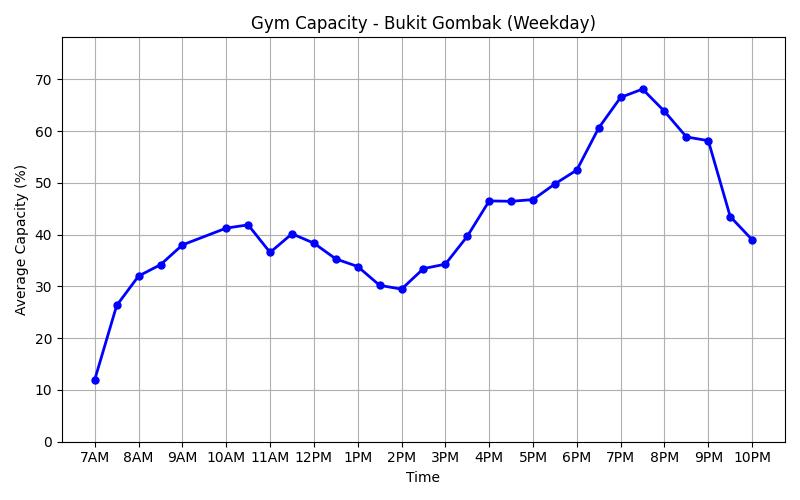 Gym Capacity - Bukit Gombak (Weekday)
Average Capacity (%)
70
60
50
40
30
20
10
0
7AM 8AM 9AM 10AM 11AM 12PM 1PM 2PM 3PM 4PM 5PM 6PM 7PM 8PM 9PM 10PM
Time